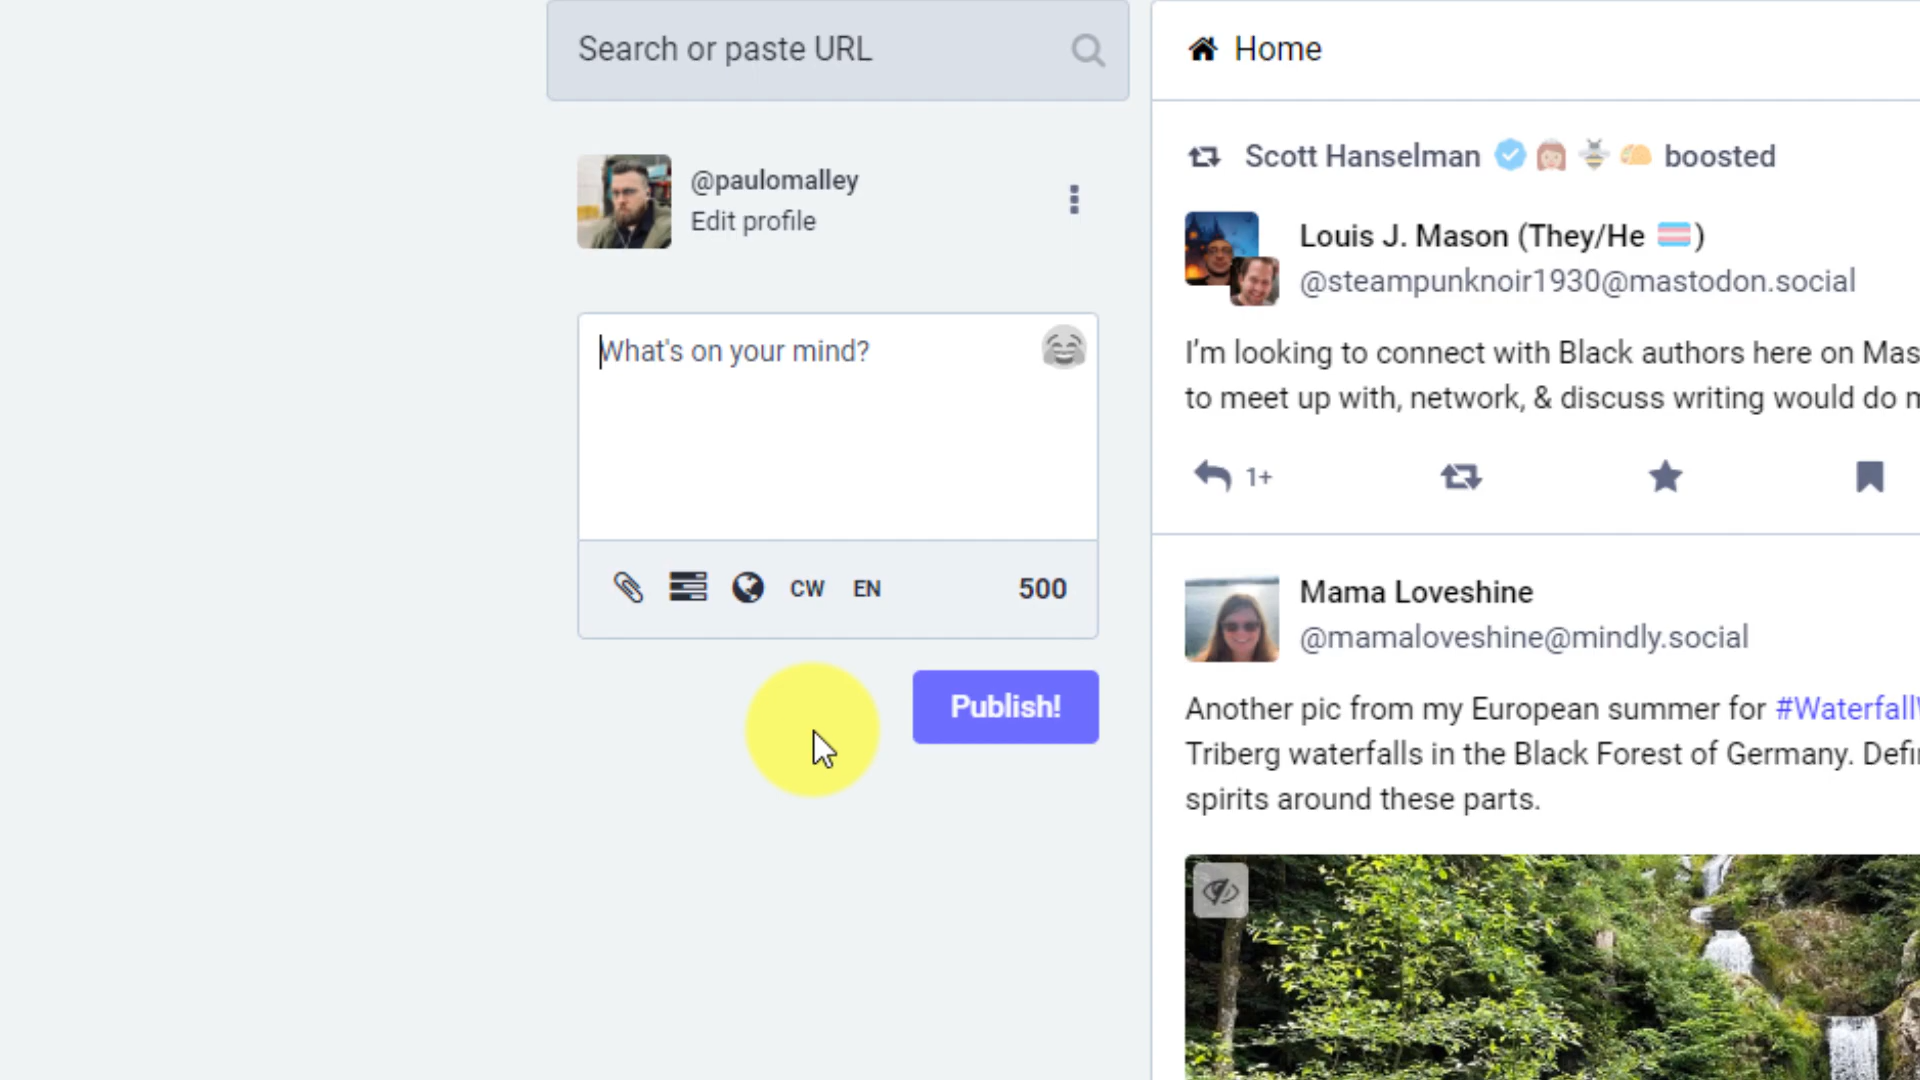 Search or paste URL
@paulomalley
Edit profile
What's on your mind?
CW EN 500
Publish!
Home
Scott Hanselman boosted
Louis J. Mason (They/He )
@steampunknoir1930@mastodon.social
I'm looking to connect with Black authors here on Mas
to meet up with, network, & discuss writing would do m
1+
Mama Loveshine
@mamaloveshine@mindly.social
Another pic from my European summer for #Waterfall
Triberg waterfalls in the Black Forest of Germany. Defi
spirits around these parts.